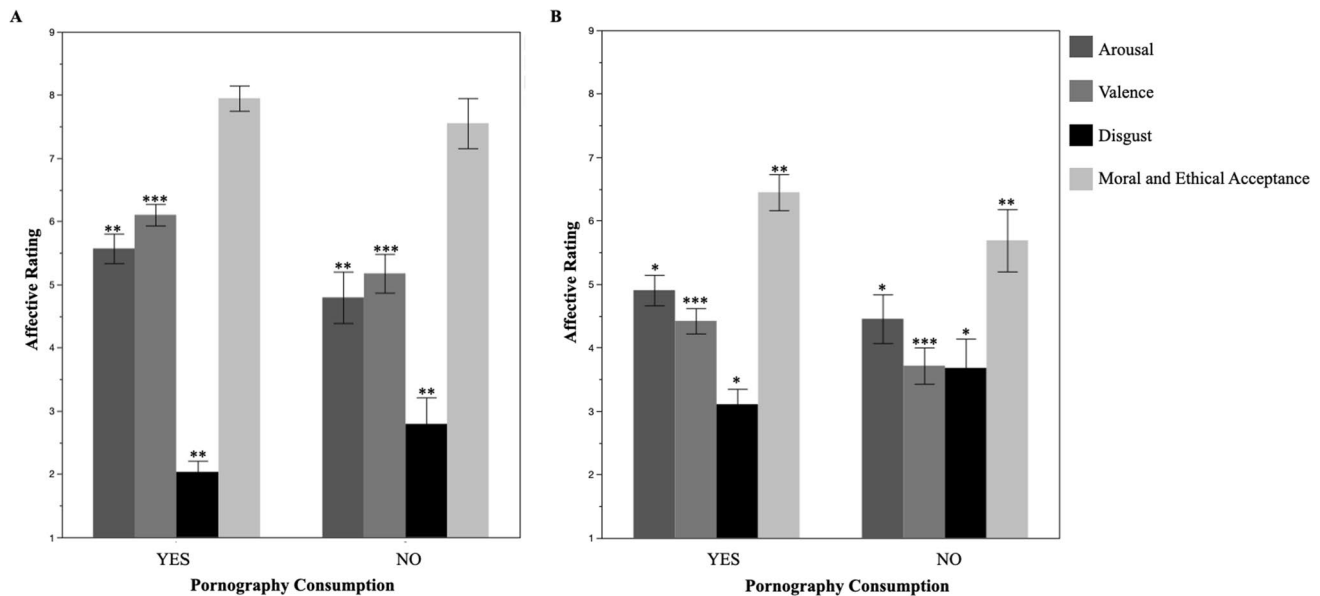 A
Affective Rating
9
8
7
6
5
4
3
2
1
**
***
**
**
***
**
YES
NO
Pornography Consumption
B
Affective Rating
9
8
7
6
5
4
3
2
1
*
***
*
**
*
***
*
**
YES
NO
Pornography Consumption
Arousal
Valence
Disgust
Moral and Ethical Acceptance